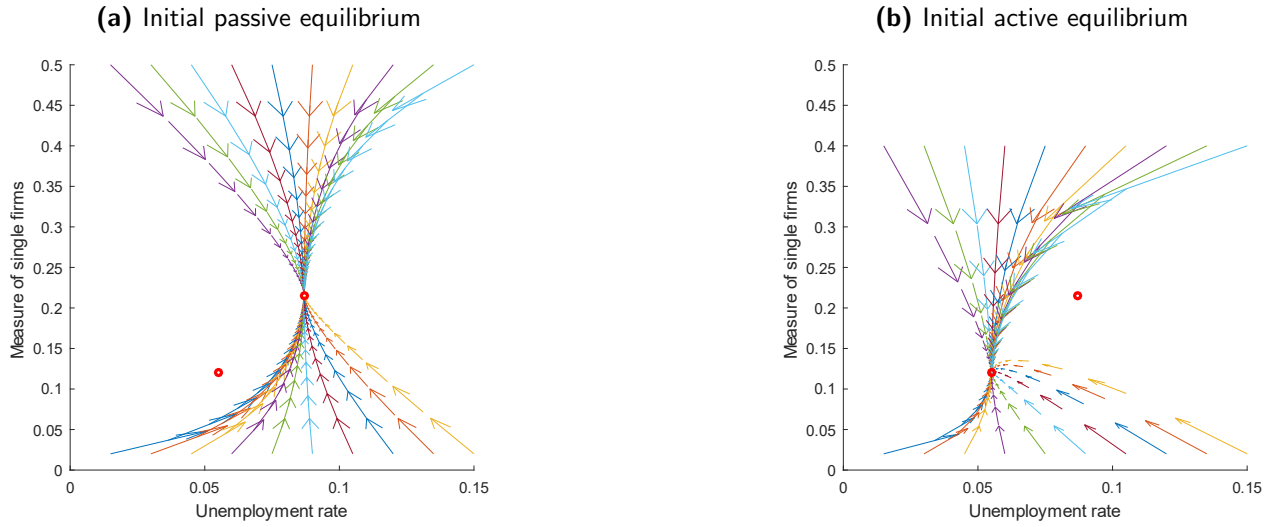 (a) Initial passive equilibrium
0.5
0.45
0.4
0.35
0.3
0.25
0.2
0.15
0.1
0.05
0
Measure of single firms
0 0.05 0.1 0.15
Unemployment rate
(b) Initial active equilibrium
0.5
0.45
0.4
0.35
0.3
0.25
0.2
0.15
0.1
0.05
0
Measure of single firms
0 0.05 0.1 0.15
Unemployment rate